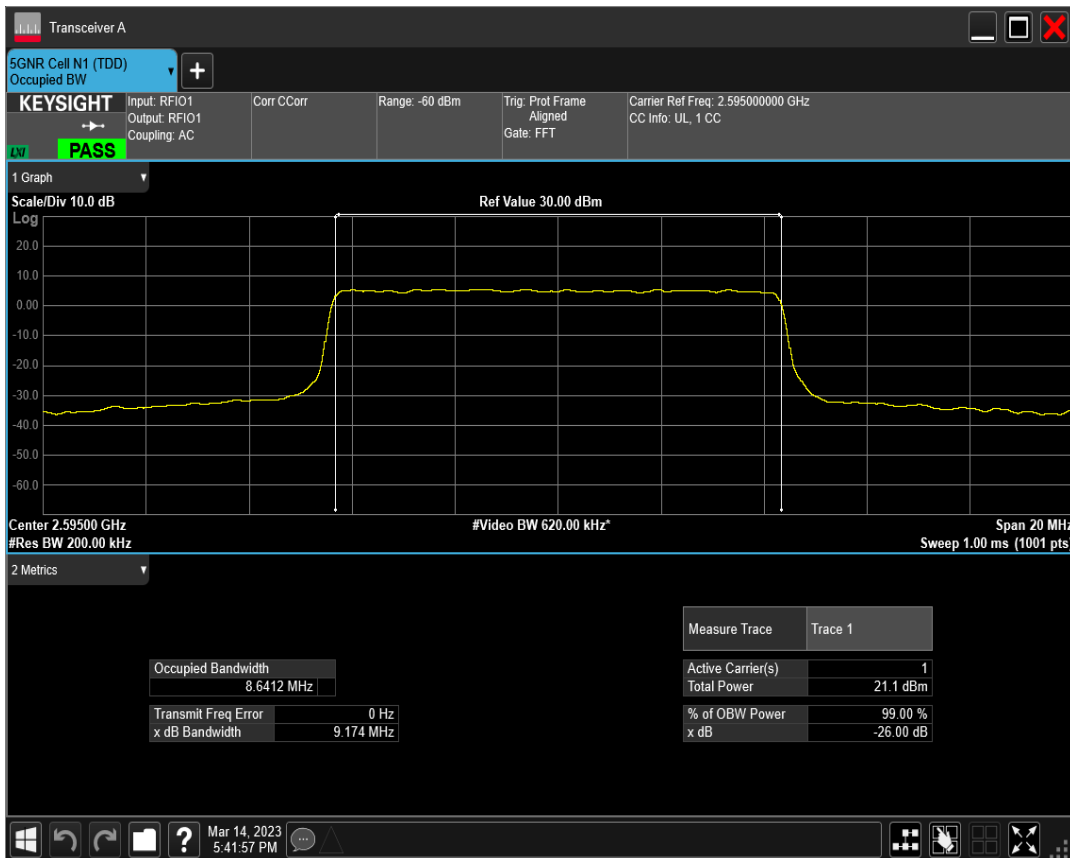 Transceiver A
5GNR Cell N1 (TDD)
Occupied BW
+
KEYSIGHT
LXI
PASS
Input: RFIO1
Output: RFIO1
Coupling: AC
Corr CCorr
Range: -60 dBm
Trig: Prot Frame
Aligned
Gate: FFT
Carrier Ref Freq: 2.595000000 GHz
CC Info: UL, 1 CC
1 Graph
Scale/Div 10.0 dB
Ref Value 30.00 dBm
Log
20.0
10.0
0.00
-10.0
-20.0
-30.0
-40.0
-50.0
-60.0
Center 2.59500 GHz
#Video BW 620.00 kHz*
Span 20 MHz
#Res BW 200.00 kHz
Sweep 1.00 ms (1001 pts)
2 Metrics
Measure Trace
Trace 1
Occupied Bandwidth
8.6412 MHz
Active Carrier(s) 1
Total Power 21.1 dBm
Transmit Freq Error 0 Hz
x dB Bandwidth 9.174 MHz
% of OBW Power 99.00 %
x dB -26.00 dB
?
Mar 14, 2023
5:41:57 PM